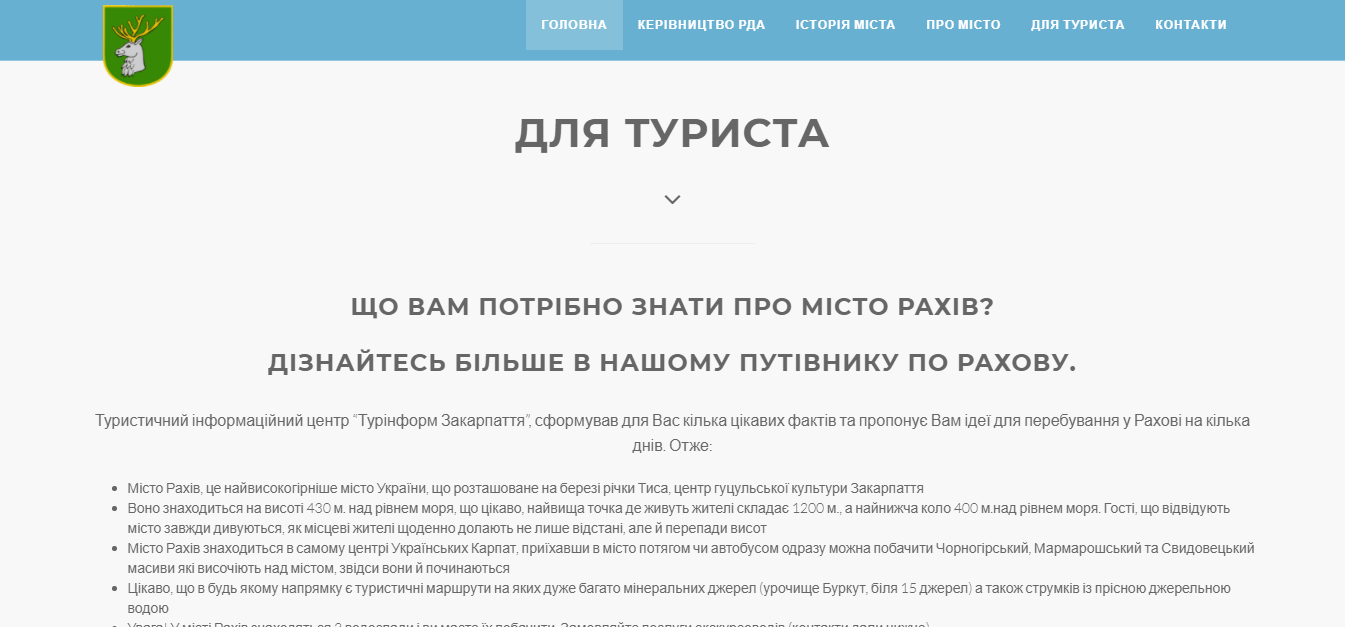 ГОЛОВНА КЕРІВНИЦТВО РДА ІСТОРІЯ МІСТА ПРО МІСТО ДЛЯ ТУРИСТА КОНТАКТИ
ДЛЯ ТУРИСТА
ЩО ВАМ ПОТРІБНО ЗНАТИ ПРО МІСТО РАХІВ?
ДІЗНАЙТЕСЬ БІЛЬШЕ В НАШОМУ ПУТІВНИКУ ПО РАХОВУ.
Туристичний інформаційний центр “Турінформ Закарпаття”, сформував для Вас кілька цікавих фактів та пропонує Вам ідеї для перебування у Рахові на кілька
днів. Отже:
Місто Рахів, це найвисокогірніше місто України, що розташоване на березі річки Тиса, центр гуцульської культури Закарпаття
Воно знаходиться на висоті 430 м. над рівнем моря, що цікаво, найвища точка де живуть жителі складає 1200 м., а найнижча коло 400 м.над рівнем моря. Гості, що відвідують
місто завжди дивуються, як місцеві жителі щоденно долають не лише відстані, але й перепади висот
Місто Рахів знаходиться в самому центрі Українських Карпат, приїхавши в місто потягом чи автобусом одразу можна побачити Чорногірський, Мармарошський та Свидовецький
масиви які височіють над містом, звідси вони й починаються
Цікаво, що в будь якому напрямку є туристичні маршрути на яких дуже багато мінеральних джерел (урочище Буркут, біля 15 джерел) а також струмків із прісною джерельною
водою